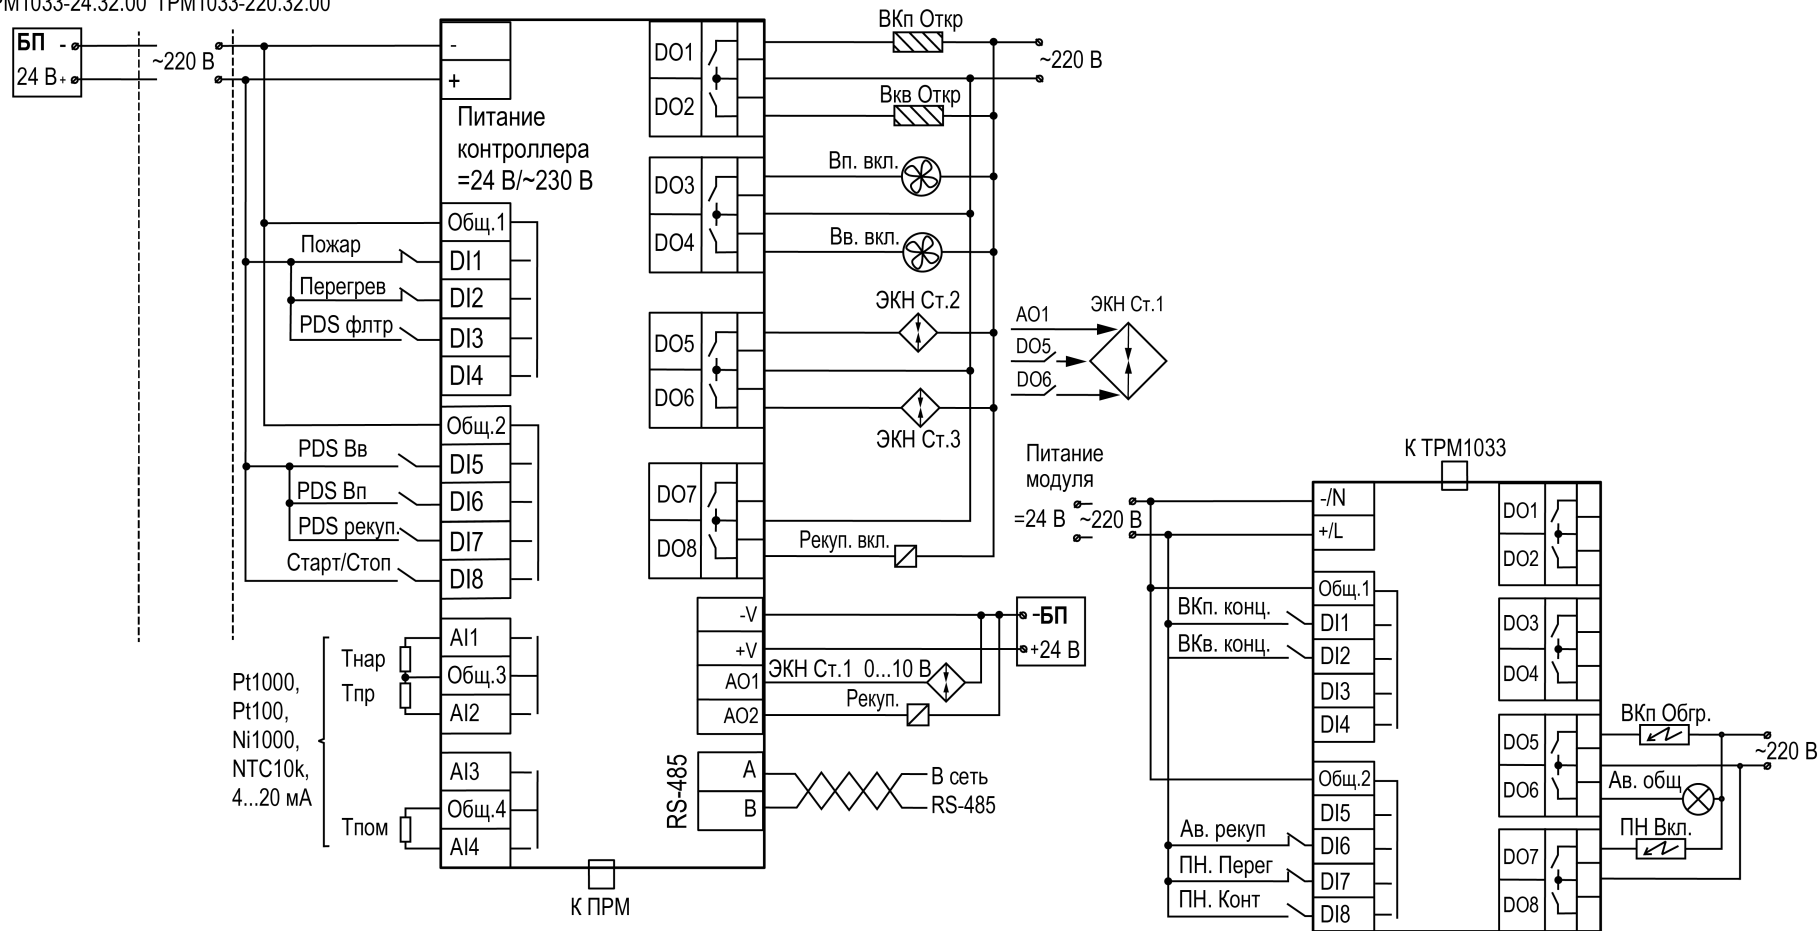 ТРМ1033-220.32.00
БП
-
24 В +
~220 В
-
+
Питание
контроллера
=24 В/~230 В
Общ.1
Пожар
DI1
Перегрев
DI2
PDS флтр
DI3
DI4
Общ.2
PDS Вв
DI5
PDS Вп
DI6
PDS рекуп.
DI7
Старт/Стоп
DI8
AI1
Тнар
Общ.3
Тпр
AI2
Pt1000,
Pt100,
Ni1000,
NTC10k,
4...20 мА
AI3
Общ.4
Тпом
AI4
К ПРМ
DO1
DO2
DO3
DO4
DO5
DO6
DO7
DO8
ВКп Откр
~220 В
Вкв Откр
Вп. вкл.
Вв. вкл.
ЭКН Ст.2
ЭКН Ст.3
Рекуп. вкл.
AO1
ЭКН Ст.1
DO5
DO6
-V
+V
AO1
AO2
ЭКН Ст.1 0...10 В
Рекуп.
-БП
+24 В
RS-485
A
B
В сеть
RS-485
Питание
модуля
=24 В
~220 В
К ТРМ1033
-/N
+/L
Общ.1
ВКп. конц.
DI1
ВКв. конц.
DI2
DI3
DI4
Общ.2
DI5
Ав. рекуп
DI6
ПН. Перег
DI7
ПН. Конт
DI8
DO1
DO2
DO3
DO4
DO5
DO6
DO7
DO8
ВКп Обгр.
~220 В
Ав. общ
ПН Вкл.